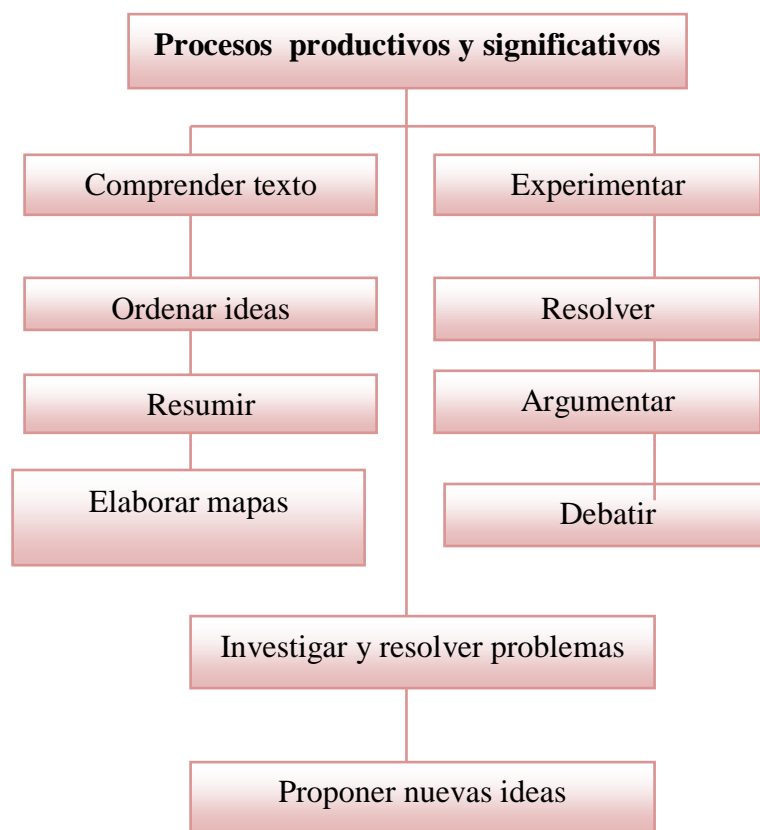 Procesos  productivos y significativos
Comprender texto
Ordenar ideas
Resumir
Elaborar mapas
Experimentar
Resolver
Argumentar
Debatir
Investigar y resolver problemas
Proponer nuevas ideas